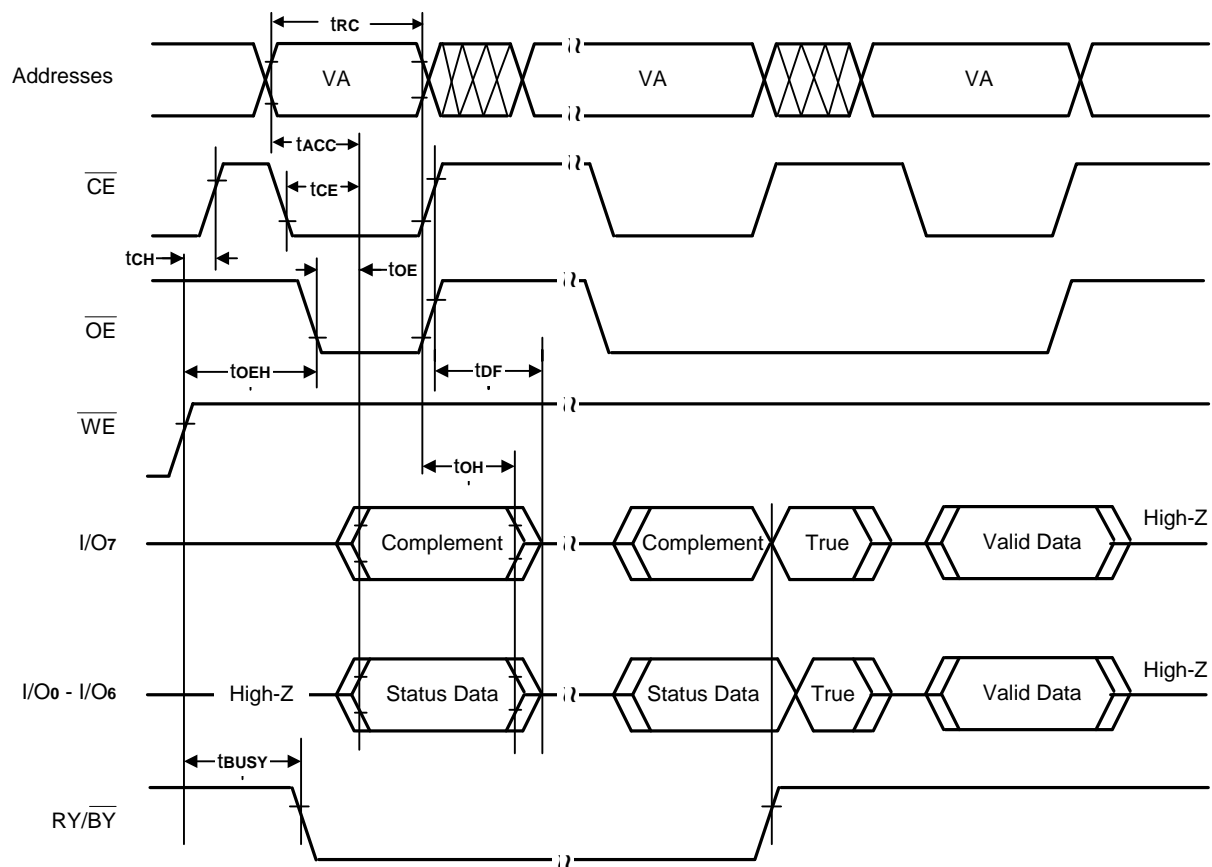 tRC
Addresses VA VA VA
tACC
CE
tCE
tCH
tOE
OE
tOEH tDF
WE
tOH
I/O7 Complement Complement True Valid Data High-Z
I/O0 - I/O6 High-Z Status Data Status Data True Valid Data High-Z
tBUSY
RY/BY